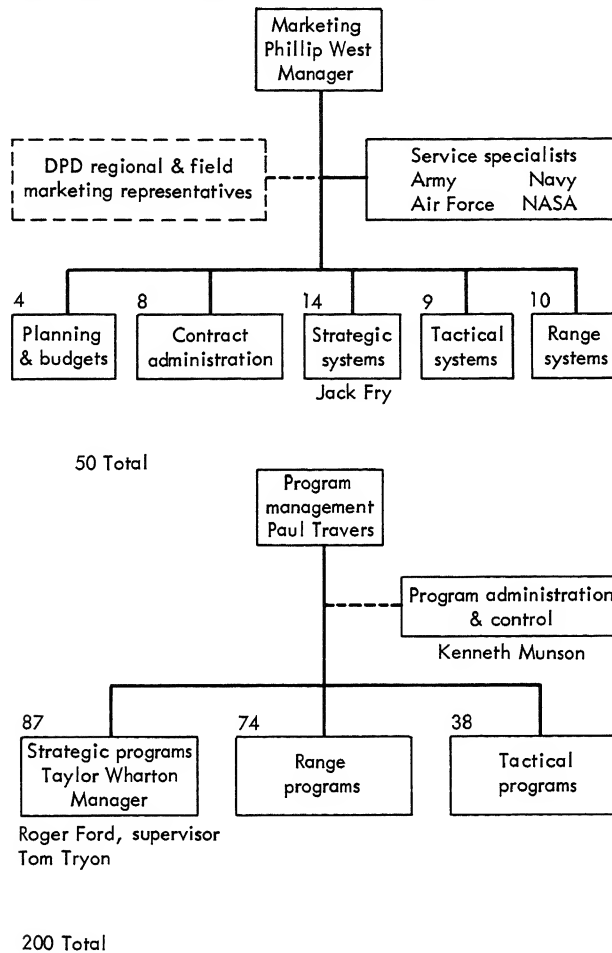 Marketing
Phillip West
Manager
DPD regional & field
marketing representatives
Service specialists
Army Navy
Air Force NASA
4
Planning
& budgets
8
Contract
administration
14
Strategic
systems
Jack Fry
9
Tactical
systems
10
Range
systems
50 Total
Program
management
Paul Travers
Program administration
& control
Kenneth Munson
87
Strategic programs
Taylor Wharton
Manager
Roger Ford, supervisor
Tom Tryon
74
Range
programs
38
Tactical
programs
200 Total